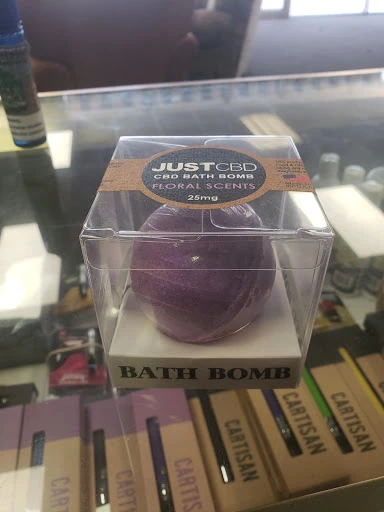 JUSTCBD
CBD BATH BOMB
FLORAL SCENTS
25mg
BATH BOMB
CARTISAN
CARTISAN
CARTISAN